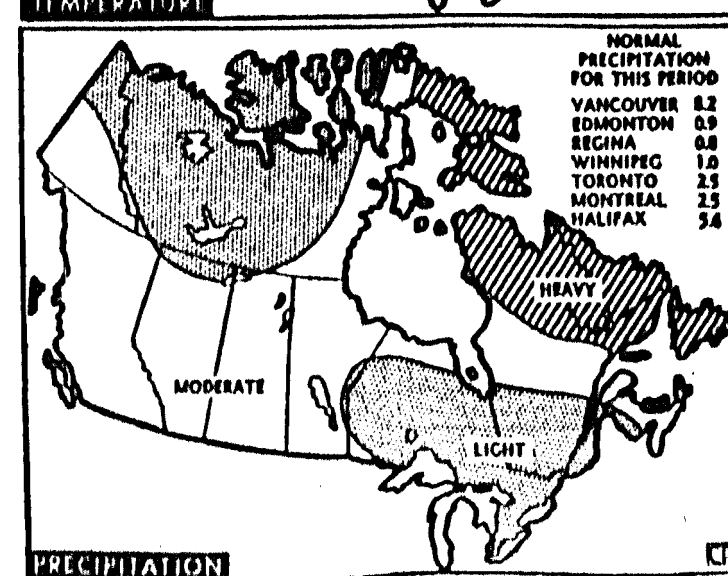 TEMPERATURE
NORMAL
PRECIPITATION
FOR THIS PERIOD
VANCOUVER 8.2
EDMONTON 0.9
REGINA 0.8
WINNIPEG 1.0
TORONTO 2.5
MONTREAL 2.5
HALIFAX 5.4
HEAVY
MODERATE
LIGHT
PRECIPITATION